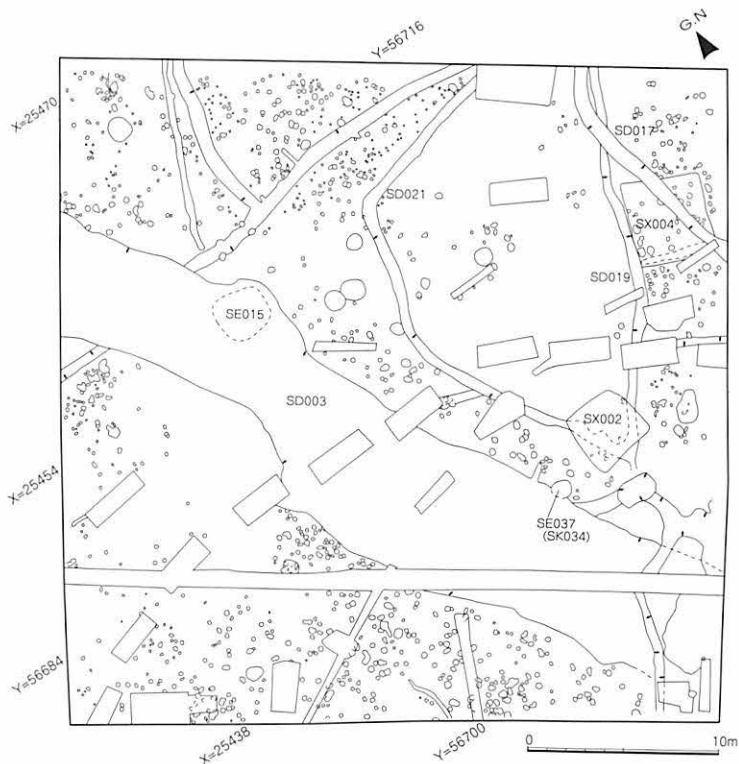 G.N
Y=56716
X=25470
SD017
SD021
SX004
SD019
SE015
SD003
SX002
X=25454
SE037
(SK034)
Y=56684
X=25438
Y=56700
0
10m